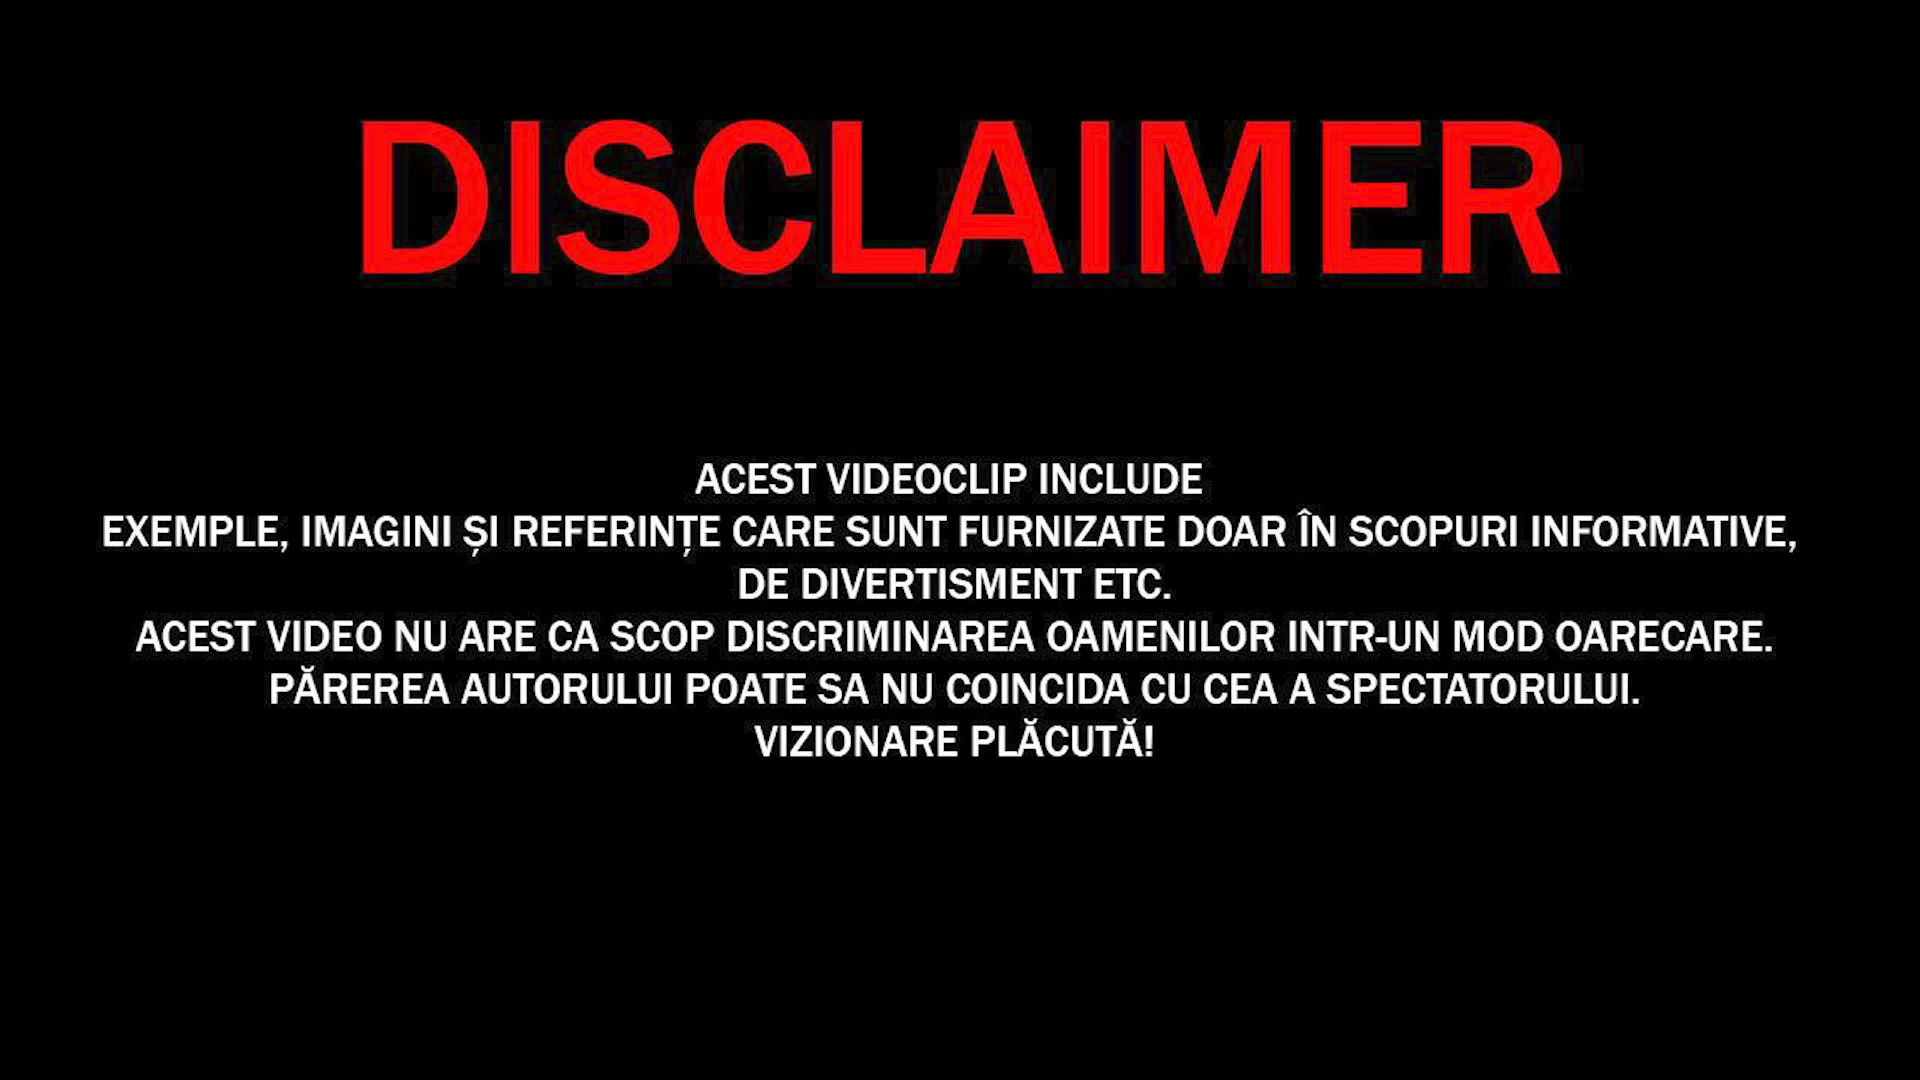 DISCLAIMER
ACEST VIDEOCLIP INCLUDE
EXEMPLE, IMAGINI ȘI REFERINȚE CARE SUNT FURNIZATE DOAR ÎN SCOPURI INFORMATIVE,
DE DIVERTISMENT ETC.
ACEST VIDEO NU ARE CA SCOP DISCRIMINAREA OAMENILOR INTR-UN MOD OARECARE.
PĂREREA AUTORULUI POATE SA NU COINCIDA CU CEA A SPECTATORULUI.
VIZIONARE PLĂCUTĂ!